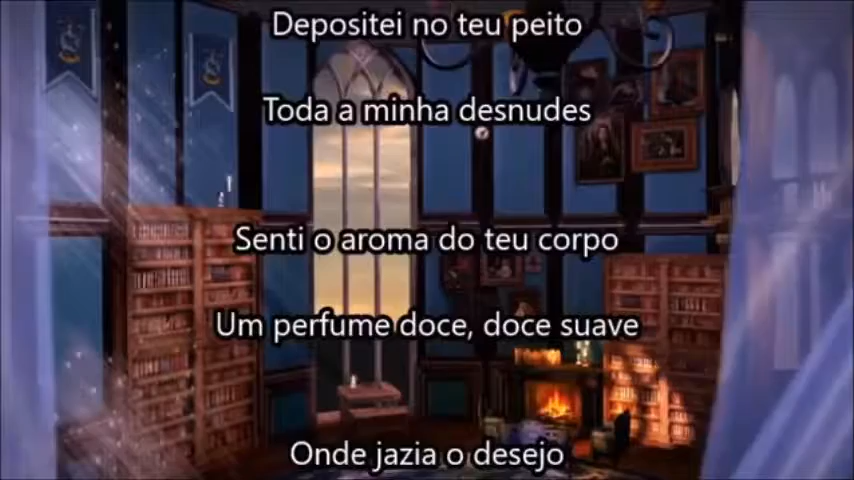 Depositei no teu peito
Toda a minha desnudes
Senti o aroma do teu corpo
Um perfume doce, doce suave
Onde jazia o desejo